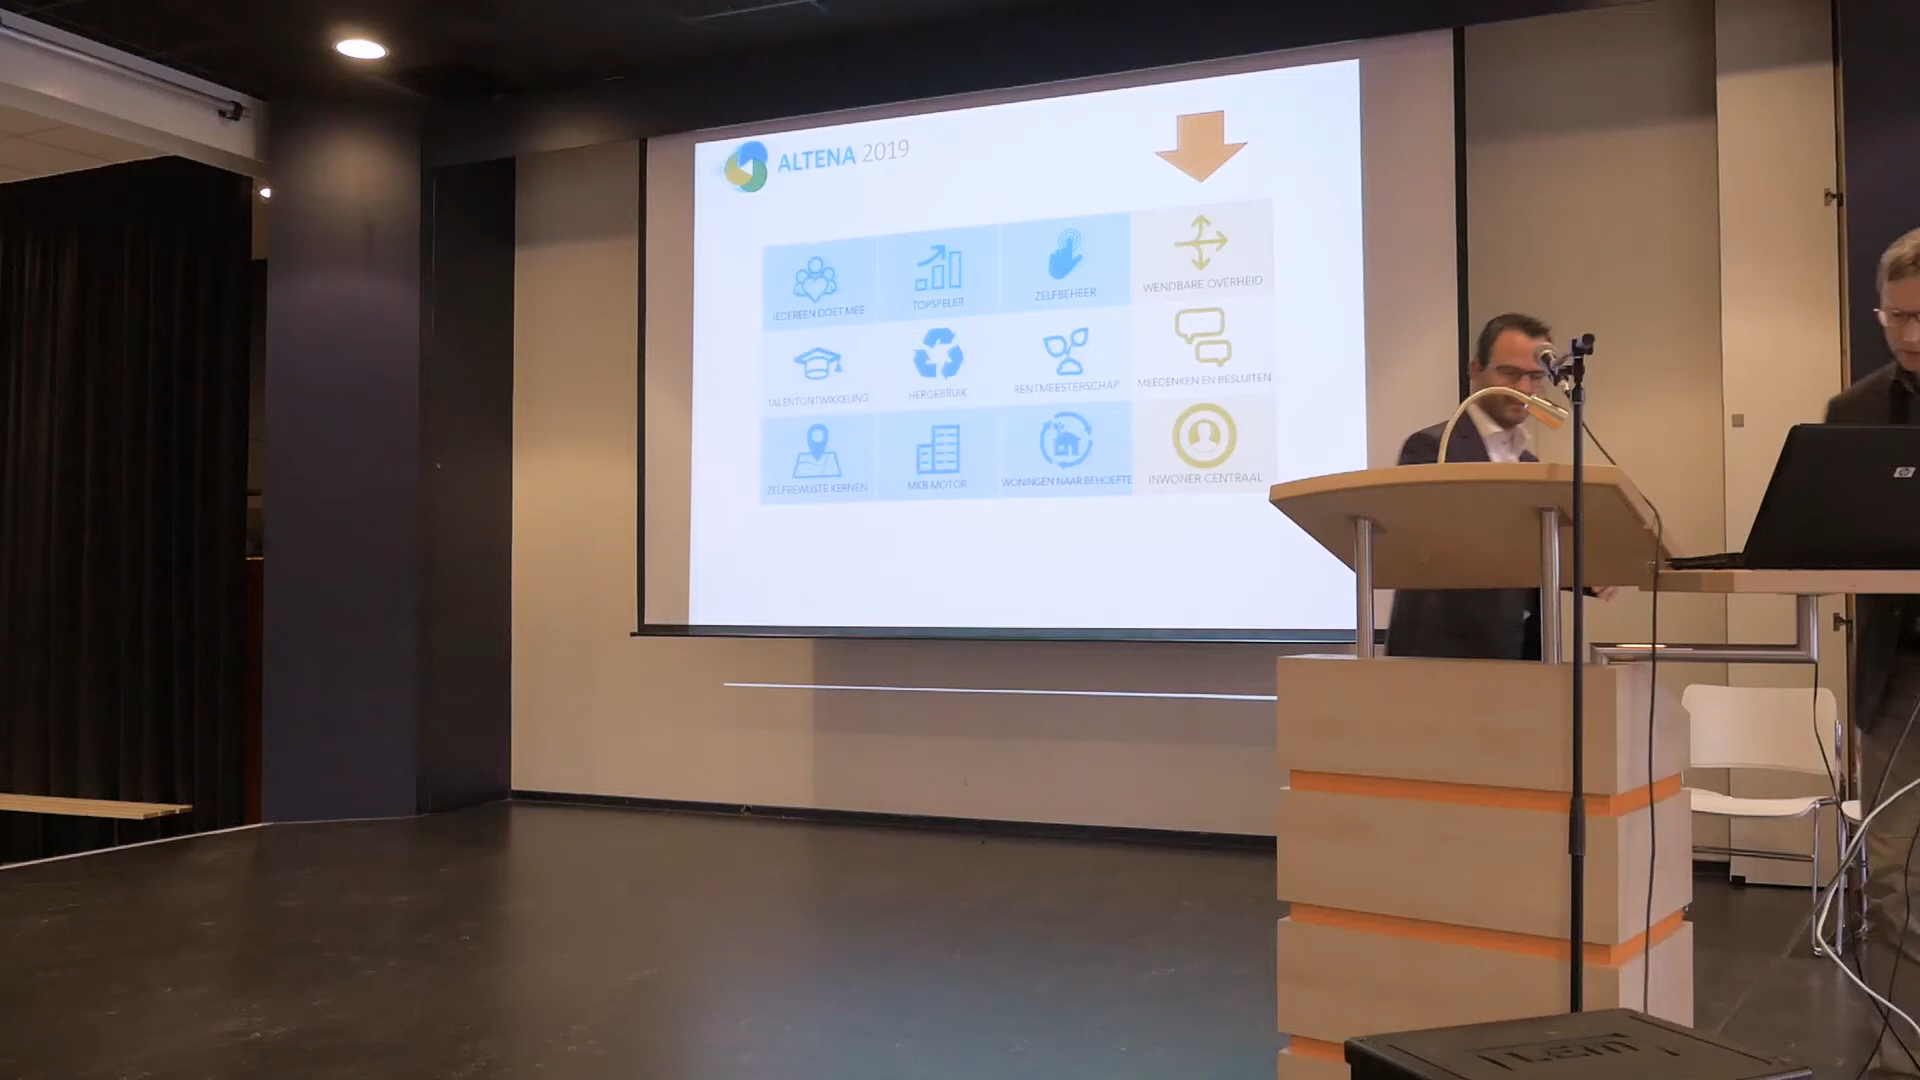 ALTENA 2019
IEDEREEN DOET MEE
TOPSPELER
ZELFBEHEER
WENDBARE OVERHEID
TALENTONTWIKKELING
HERGEBRUIK
RENTMEESTERSCHAP
MEEDENKEN EN BESLUITEN
ZELFBEWUSTE KERNEN
MKB MOTOR
WONINGEN NAAR BEHOEFTE
INWONER CENTRAAL
hp